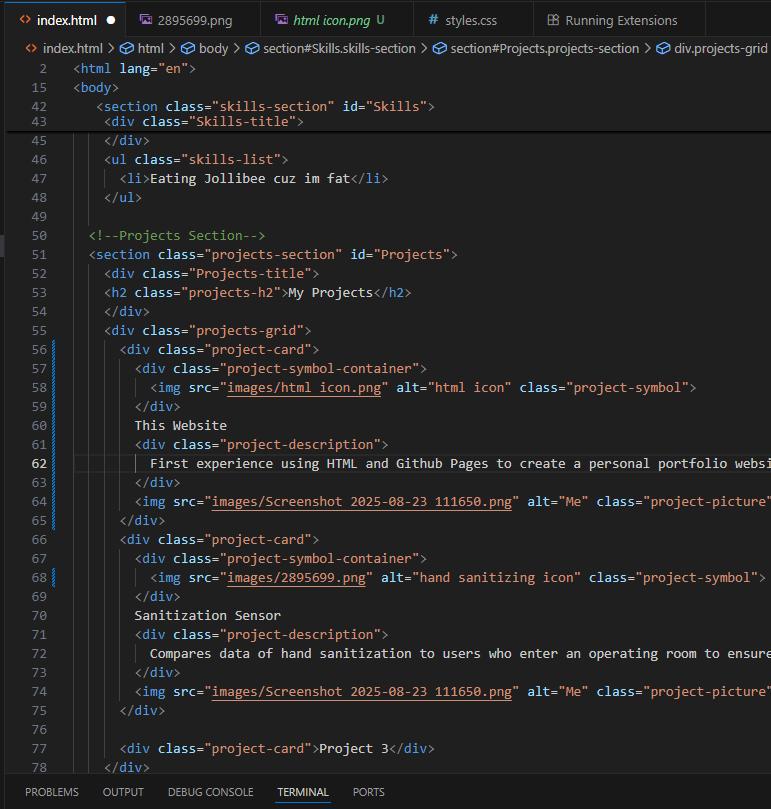 index.html 2895699.png html icon.png U styles.css Running Extensions
index.html > html > body > section#Skills.skills-section > section#Projects.projects-section > div.projects-grid
2 <html lang="en">
15 <body>
42 <section class="skills-section" id="Skills">
43 <div class="Skills-title">
45 </div>
46 <ul class="skills-list">
47 <li>Eating Jollibee cuz im fat</li>
48 </ul>
49
50 <!--Projects Section-->
51 <section class="projects-section" id="Projects">
52 <div class="Projects-title">
53 <h2 class="projects-h2">My Projects</h2>
54 </div>
55 <div class="projects-grid">
56 <div class="project-card">
57 <div class="project-symbol-container">
58 <img src="images/html icon.png" alt="html icon" class="project-symbol">
59 </div>
60 This Website
61 <div class="project-description">
62 First experience using HTML and Github Pages to create a personal portfolio websi
63 </div>
64 <img src="images/Screenshot 2025-08-23 111650.png" alt="Me" class="project-picture"
65 </div>
66 <div class="project-card">
67 <div class="project-symbol-container">
68 <img src="images/2895699.png" alt="hand sanitizing icon" class="project-symbol">
69 </div>
70 Sanitization Sensor
71 <div class="project-description">
72 Compares data of hand sanitization to users who enter an operating room to ensure
73 </div>
74 <img src="images/Screenshot 2025-08-23 111650.png" alt="Me" class="project-picture"
75 </div>
76
77 <div class="project-card">Project 3</div>
78 </div>
PROBLEMS OUTPUT DEBUG CONSOLE TERMINAL PORTS